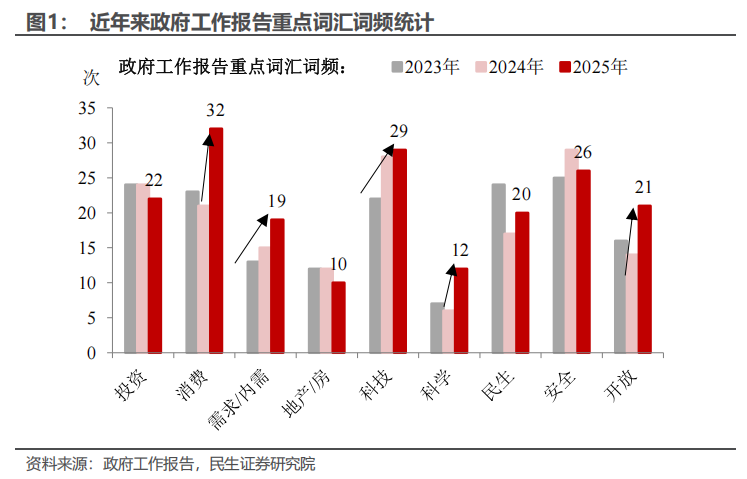 图1： 近年来政府工作报告重点词汇词频统计
政府工作报告重点词汇词频： 2023年 2024年 2025年
次
35
30
25
20
15
10
5
0
22
32
19
10
29
12
20
26
21
投资
消费
需求/内需
地产/房
科技
科学
民生
安全
开放
资料来源：政府工作报告，民生证券研究院